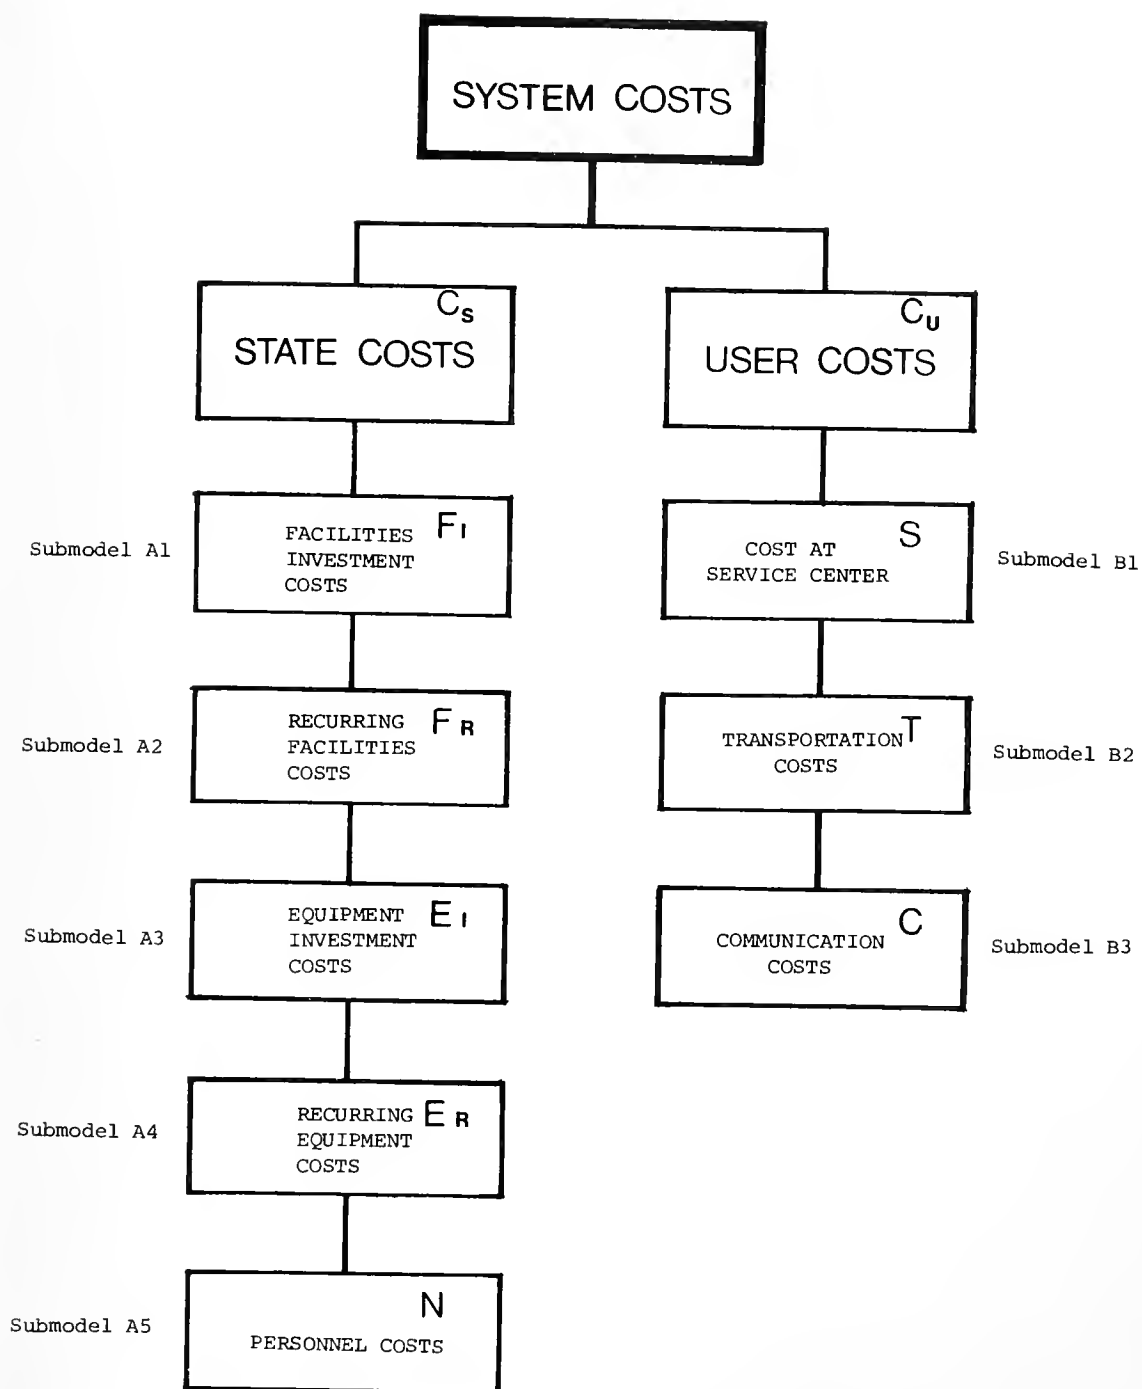 SYSTEM COSTS
Cs
STATE COSTS
CU
USER COSTS
Submodel A1
FI
FACILITIES
INVESTMENT
COSTS
S
COST AT
SERVICE CENTER
Submodel B1
Submodel A2
FR
RECURRING
FACILITIES
COSTS
T
TRANSPORTATION
COSTS
Submodel B2
Submodel A3
EI
EQUIPMENT
INVESTMENT
COSTS
C
COMMUNICATION
COSTS
Submodel B3
Submodel A4
ER
RECURRING
EQUIPMENT
COSTS
Submodel A5
N
PERSONNEL COSTS